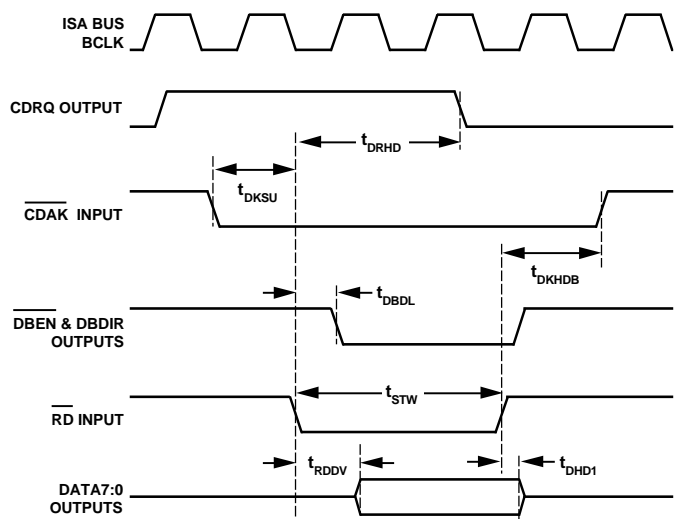 ISA BUS
BCLK
CDRQ OUTPUT
tDRHD
tDKSU
CDAK INPUT
tDKHDB
tDBDL
DBEN & DBDIR
OUTPUTS
tSTW
RD INPUT
tRDDV
tDHD1
DATA7:0
OUTPUTS